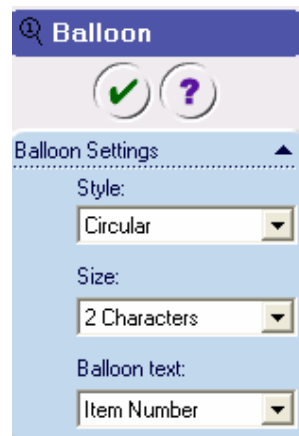 Balloon
?
Balloon Settings
Style:
Circular
Size:
2 Characters
Balloon text:
Item Number